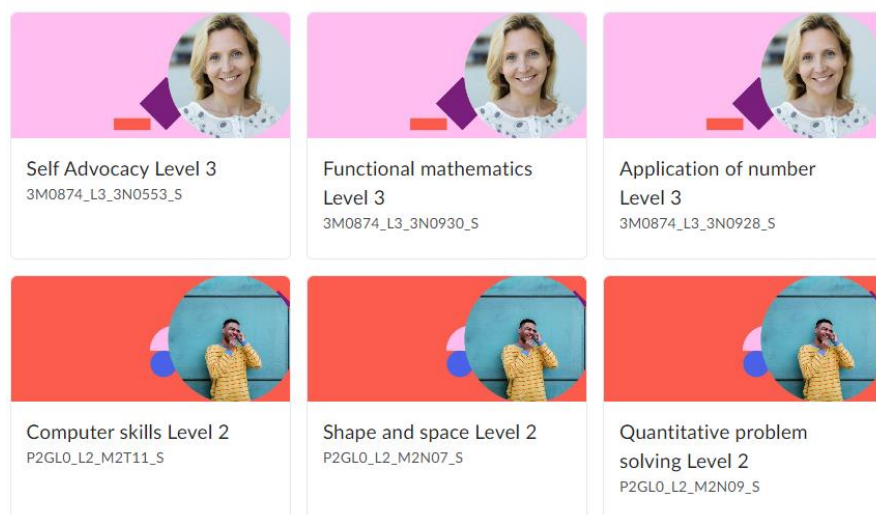 Self Advocacy Level 3
3M0874_L3_3N0553_S
Functional mathematics
Level 3
3M0874_L3_3N0930_S
Application of number
Level 3
3M0874_L3_3N0928_S
Computer skills Level 2
P2GL0_L2_M2T11_S
Shape and space Level 2
P2GL0_L2_M2N07_S
Quantitative problem
solving Level 2
P2GL0_L2_M2N09_S